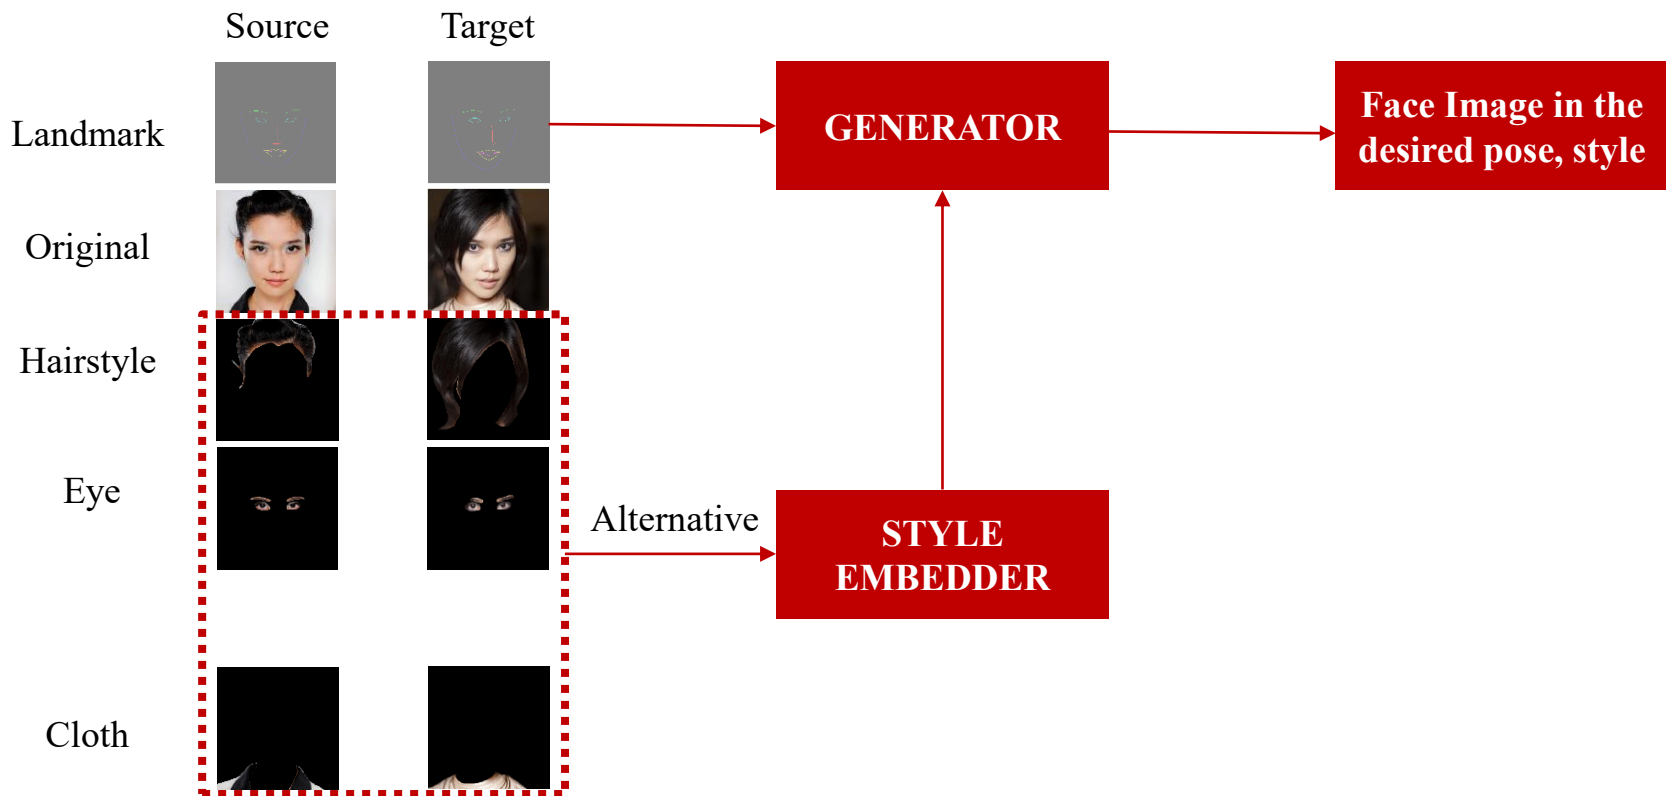 Source
Target
Landmark
GENERATOR
Face Image in the
desired pose, style
Original
Hairstyle
Eye
Alternative
STYLE
EMBEDDER
Cloth